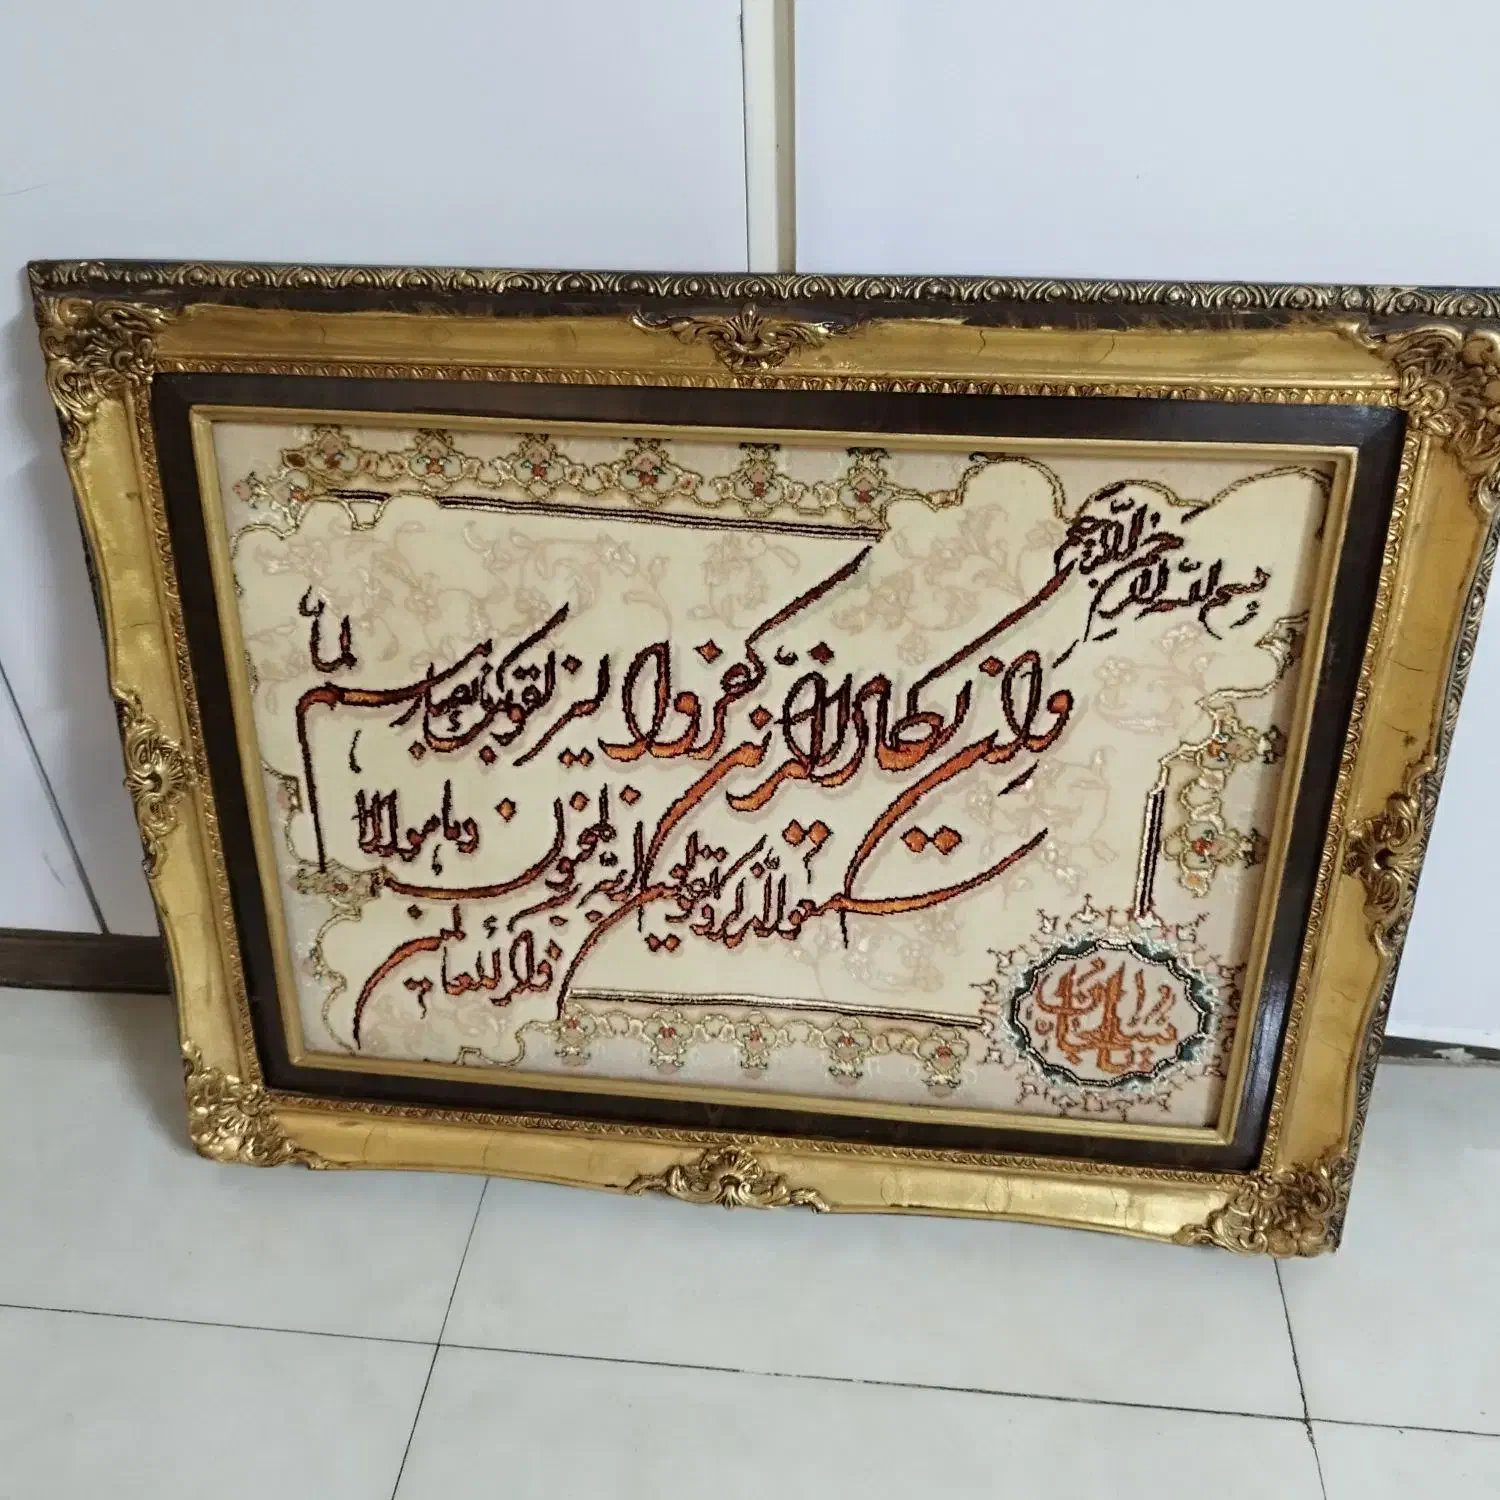 بسم الله الرحمن الرحیم
وان یکاد الذین کفروا لیزلقونک بابصارهم لما
سمعوا الذکر و یقولون انه لمجنون وما هو الا
ذکر للعالمین